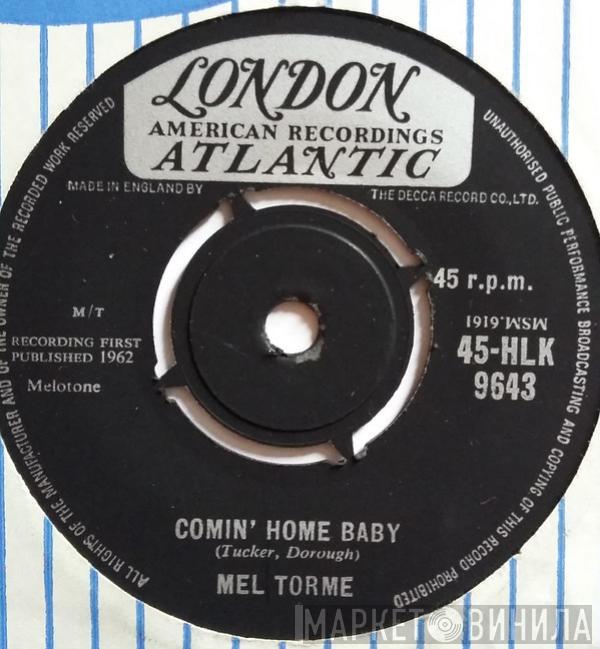 LONDON
AMERICAN RECORDINGS
ATLANTIC
MADE IN ENGLAND BY
THE DECCA RECORD CO., LTD.
ALL RIGHTS OF THE MANUFACTURER AND OF THE OWNER OF THE RECORDED WORK RESERVED
UNAUTHORISED PUBLIC PERFORMANCE BROADCASTING AND COPYING OF THIS RECORD PROHIBITED
45 r.p.m.
M/T
RECORDING FIRST
PUBLISHED 1962
Melotone
MSM.6161
45-HLK
9643
COMIN' HOME BABY
(Tucker, Dorough)
MEL TORME
МАРКЕТ ВИНИЛА